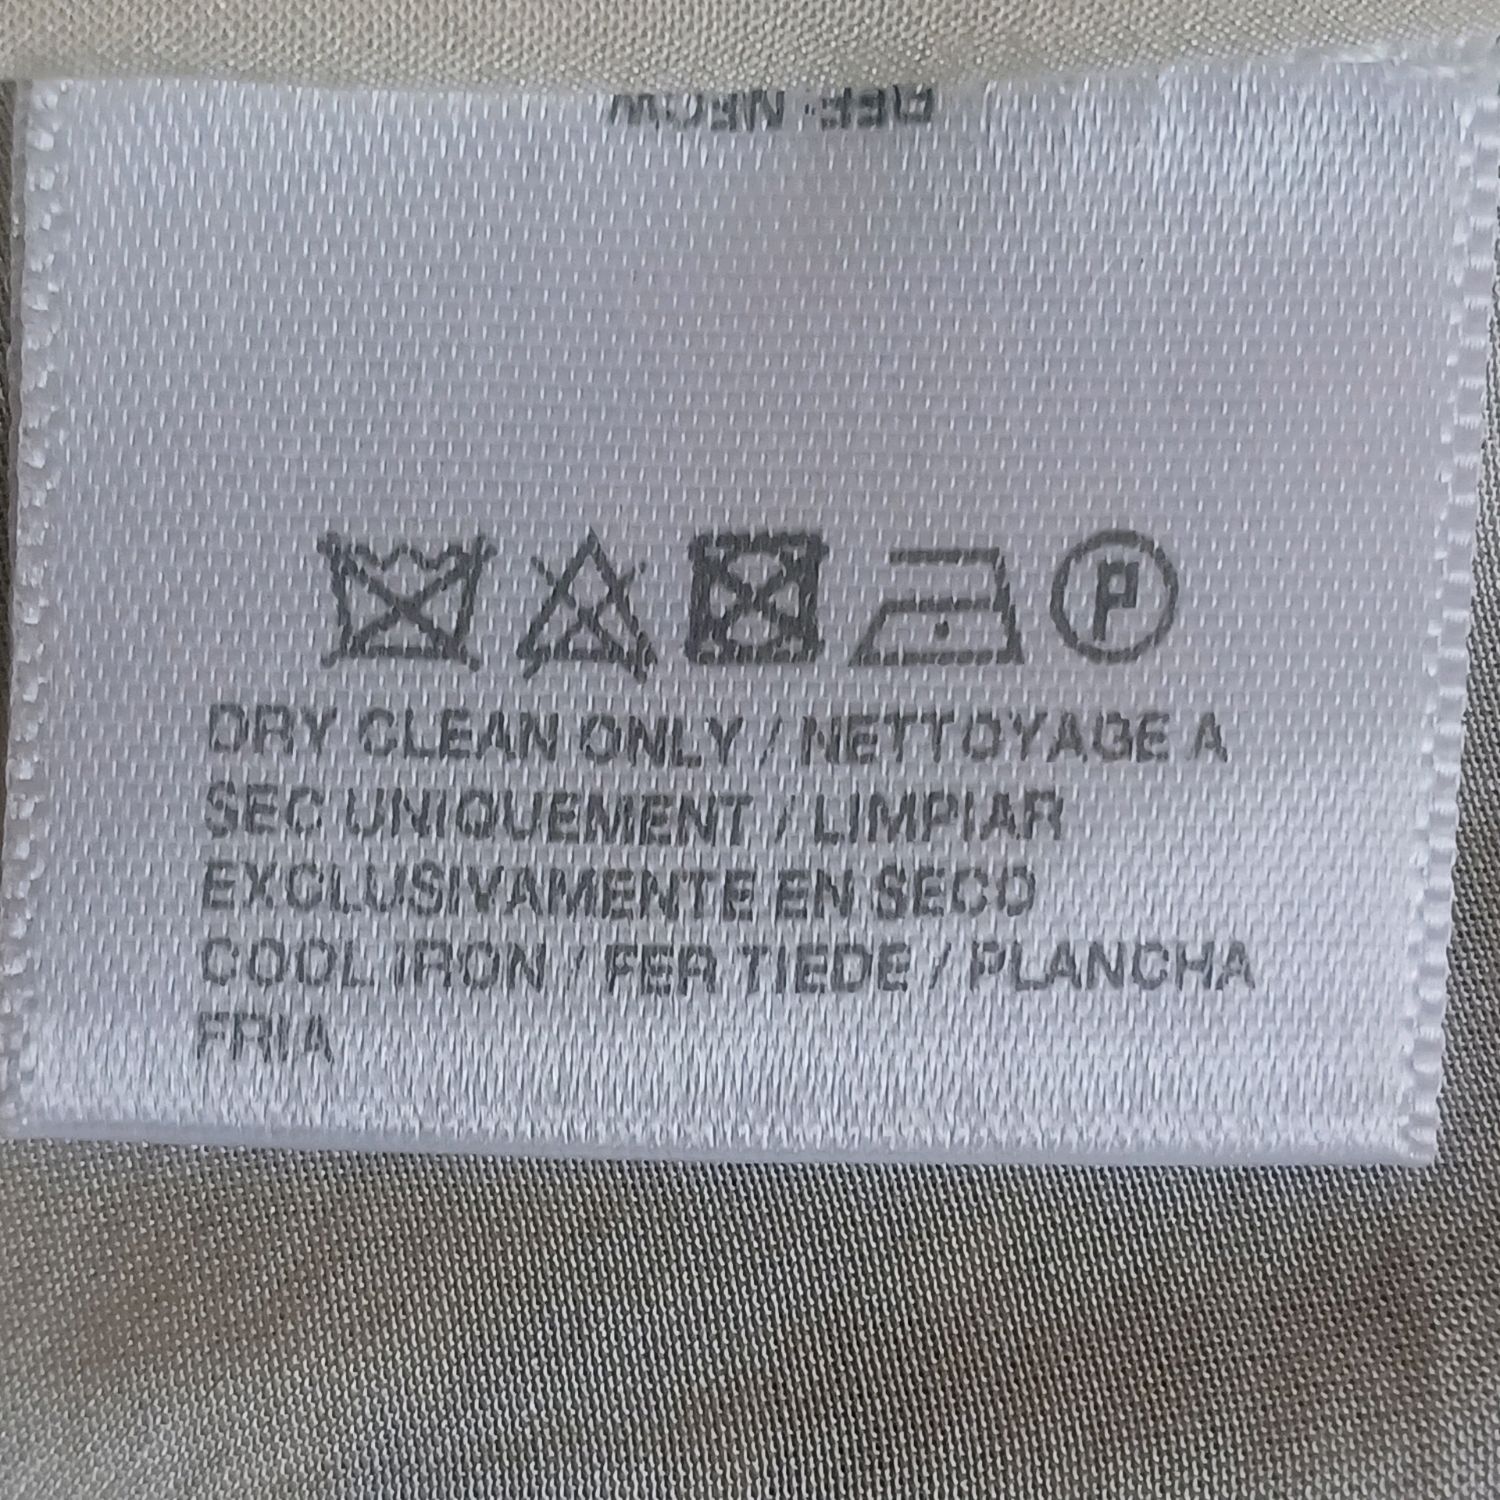 P
DRY CLEAN ONLY / NETTOYAGE A
SEC UNIQUEMENT / LIMPIAR
EXCLUSIVAMENTE EN SECO
COOL IRON / FER TIEDE / PLANCHA
FRIA